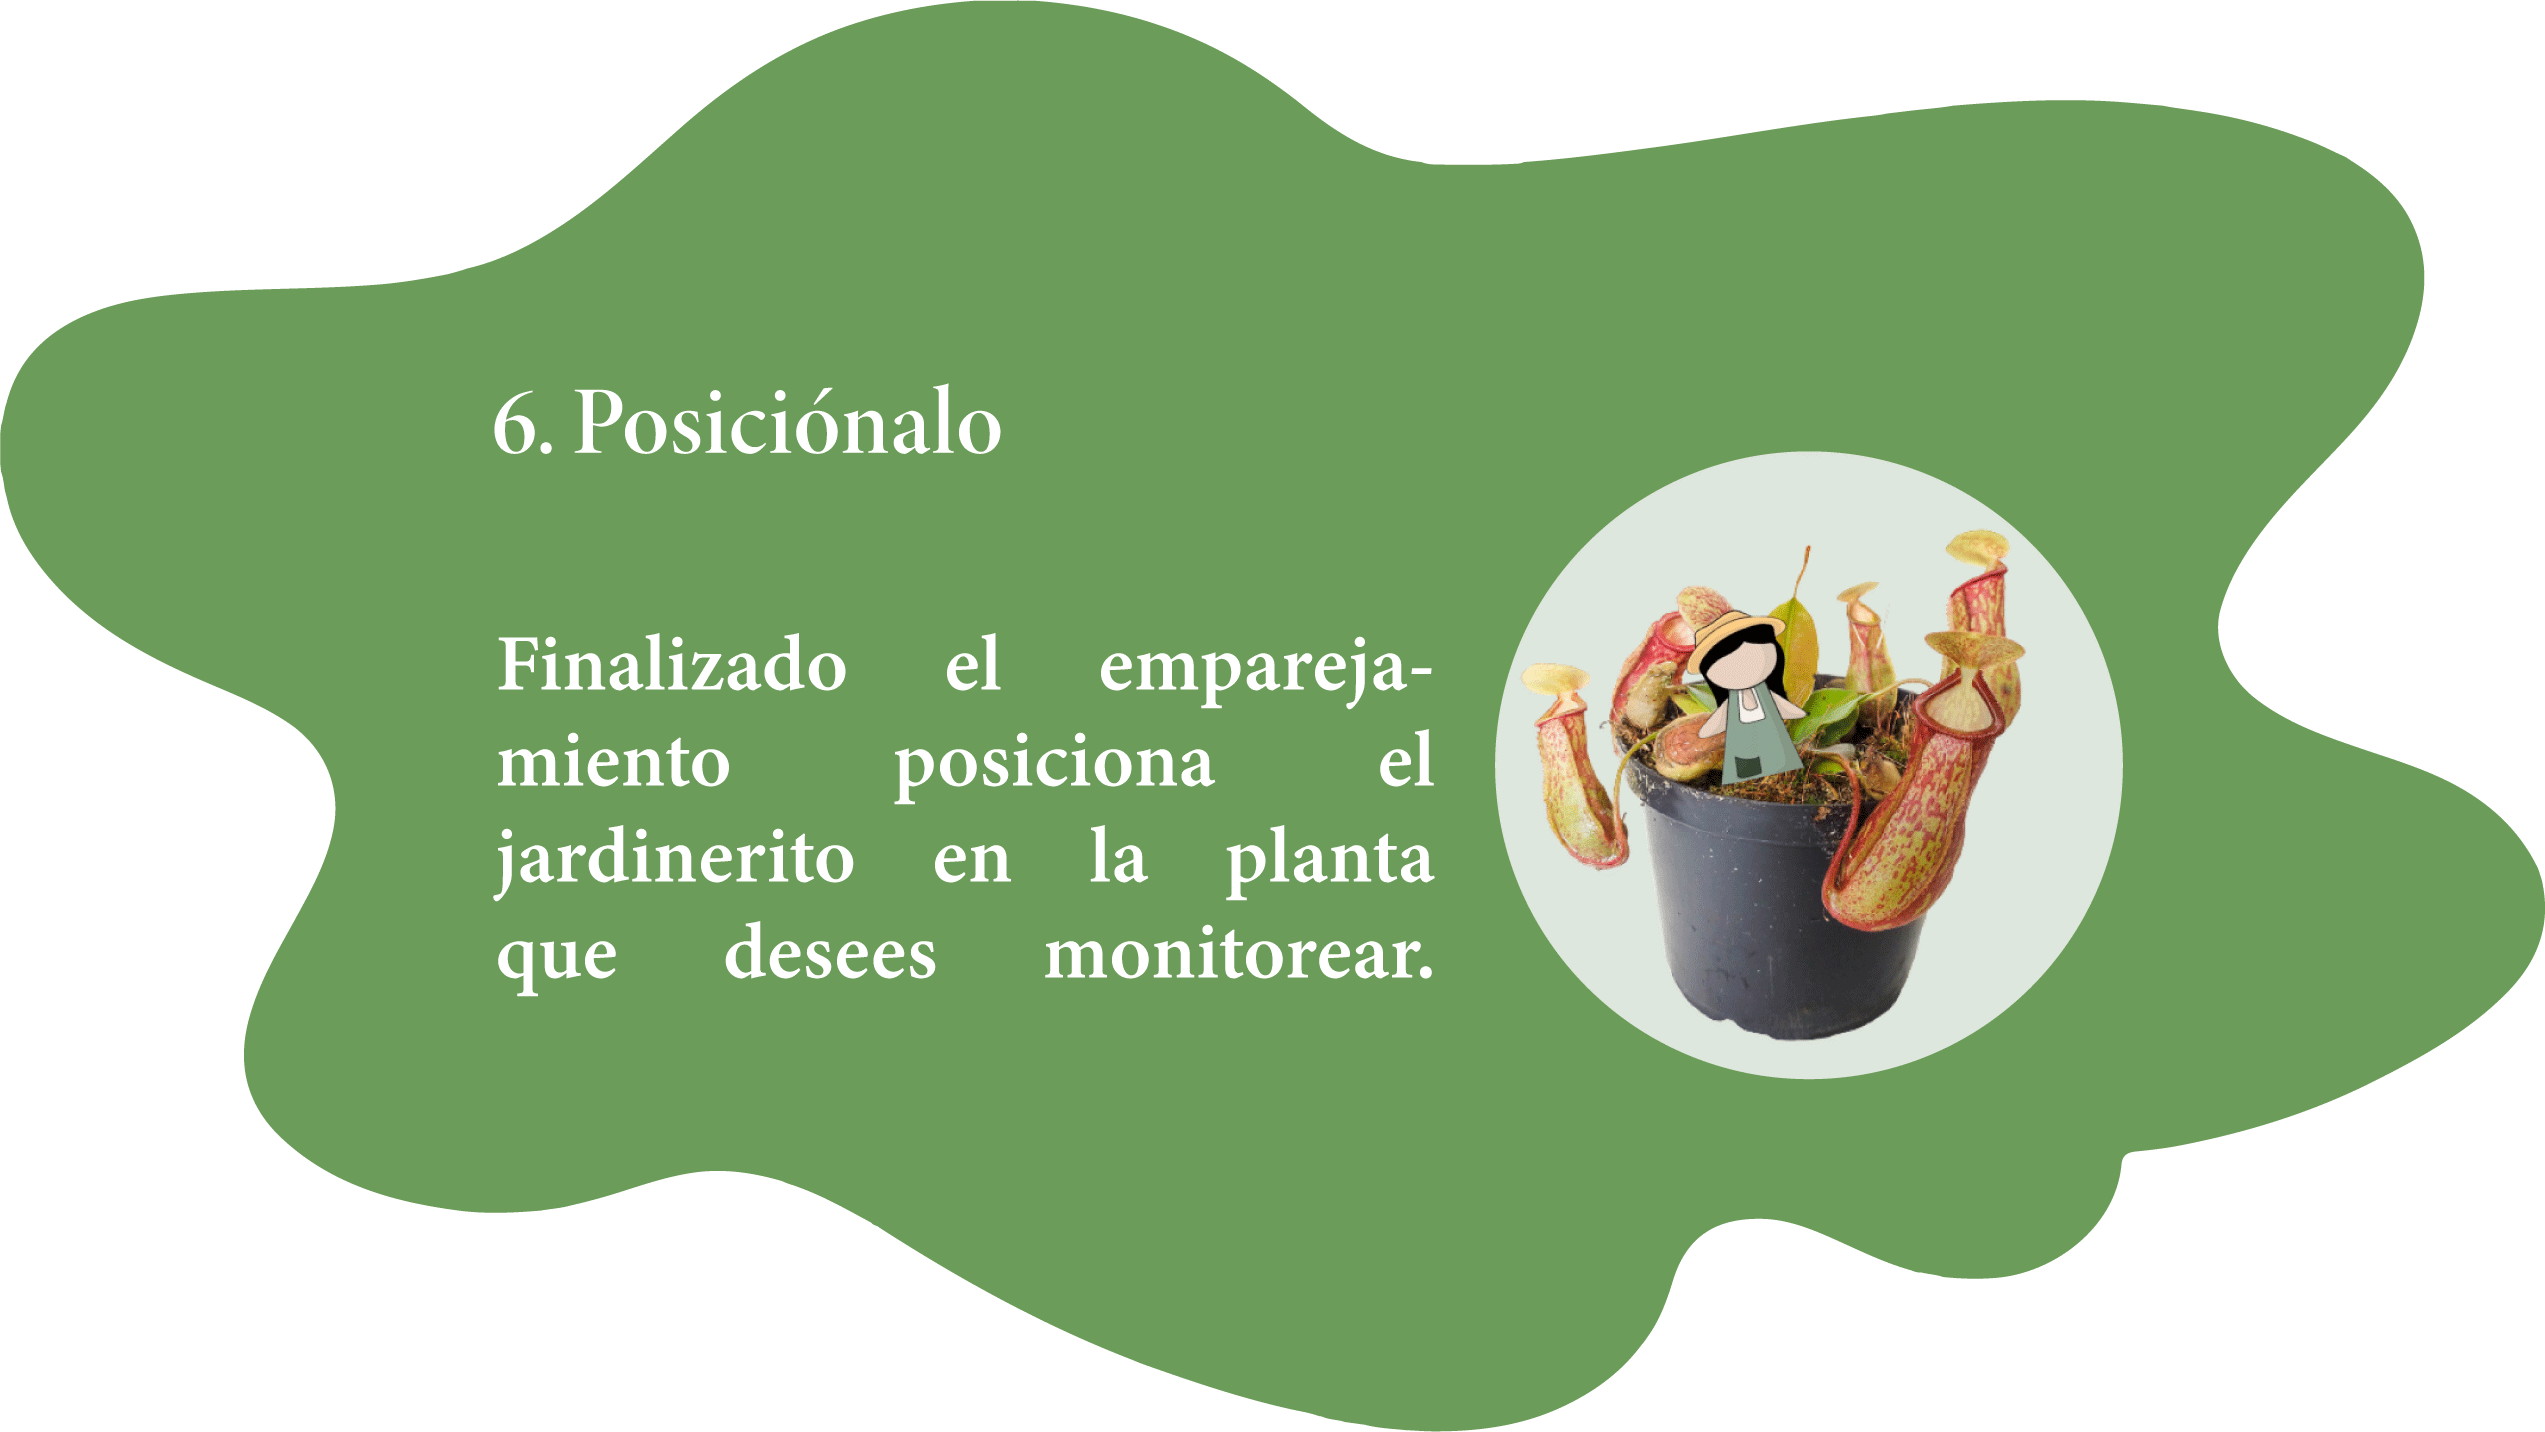 6. Posiciónalo
Finalizado el empareja-
miento posiciona el
jardinerito en la planta
que desees monitorear.